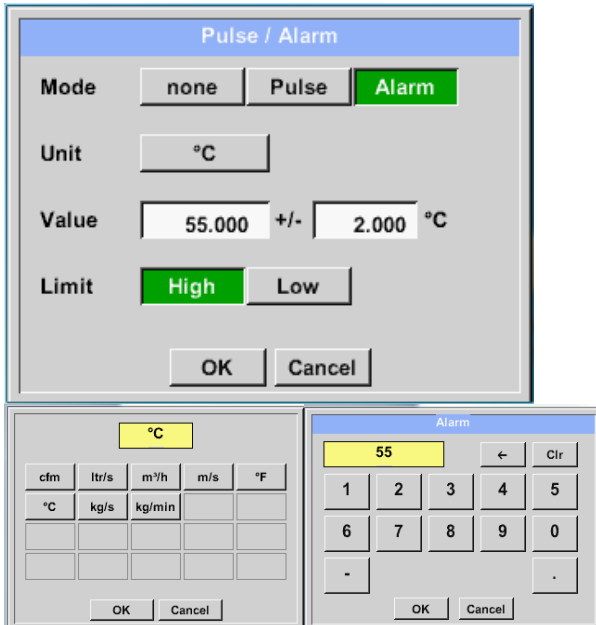 Pulse / Alarm
Mode none Pulse Alarm
Unit °C
Value 55.000 +/- 2.000 °C
Limit High Low
OK Cancel
°C
cfm ltr/s m³/h m/s °F
°C kg/s kg/min
OK Cancel
Alarm
55 ← Clr
1 2 3 4 5
6 7 8 9 0
- .
OK Cancel